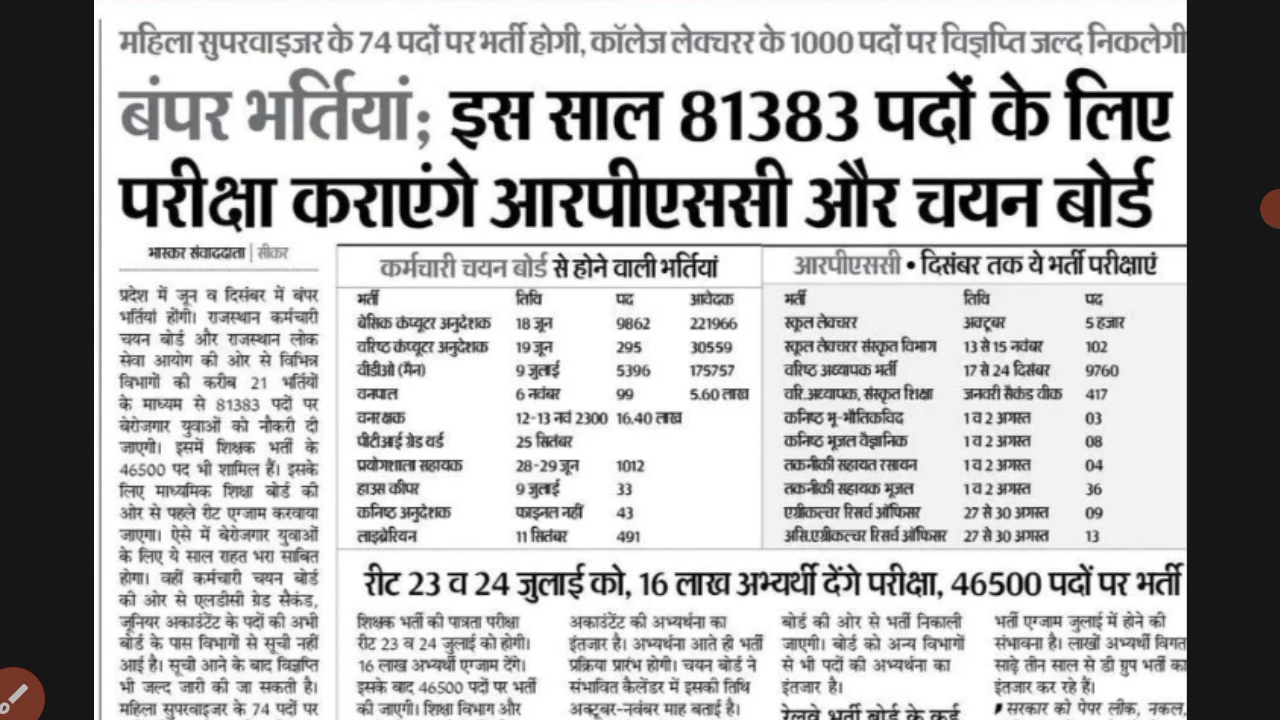 महिला सुपरवाइजर के 74 पदों पर भर्ती होगी, कॉलेज लेक्चरर के 1000 पदों पर विज्ञप्ति जल्द निकलेगी
बंपर भर्तियां; इस साल 81383 पदों के लिए
परीक्षा कराएंगे आरपीएससी और चयन बोर्ड
भास्कर संवाददाता | सीकर
प्रदेश में जून व दिसंबर में बंपर
भर्तियां होंगी। राजस्थान कर्मचारी
चयन बोर्ड और राजस्थान लोक
सेवा आयोग की ओर से विभिन्न
विभागों की करीब 21 भर्तियों
के माध्यम से 81383 पदों पर
बेरोजगार युवाओं को नौकरी दी
जाएगी। इसमें शिक्षक भर्ती के
46500 पद भी शामिल हैं। इसके
लिए माध्यमिक शिक्षा बोर्ड की
ओर से पहले रीट एग्जाम करवाया
जाएगा। ऐसे में बेरोजगार युवाओं
के लिए ये साल राहत भरा साबित
होगा। वहीं कर्मचारी चयन बोर्ड
की ओर से एलडीसी ग्रेड सैकंड,
जूनियर अकाउंटेंट के पदों की अभी
बोर्ड के पास विभागों से सूची नहीं
आई है। सूची आने के बाद विज्ञप्ति
भी जल्द जारी की जा सकती है।
महिला सुपरवाइजर के 74 पदों पर
कर्मचारी चयन बोर्ड से होने वाली भर्तियां
भर्ती तिथि पद आवेदक
बेसिक कंप्यूटर अनुदेशक 18 जून 9862 221966
वरिष्ठ कंप्यूटर अनुदेशक 19 जून 295 30559
वीडीओ (मैन) 9 जुलाई 5396 175757
वनपाल 6 नवंबर 99 5.60 लाख
वनरक्षक 12-13 नवं 2300 16.40 लाख
पीटीआई ग्रेड थर्ड 25 सितंबर
प्रयोगशाला सहायक 28-29 जून 1012
हाउस कीपर 9 जुलाई 33
कनिष्ठ अनुदेशक फाइनल नहीं 43
लाइब्रेरियन 11 सितंबर 491
आरपीएससी • दिसंबर तक ये भर्ती परीक्षाएं
भर्ती तिथि पद
स्कूल लेक्चरर अक्टूबर 5 हजार
स्कूल लेक्चरर संस्कृत विभाग 13 से 15 नवंबर 102
वरिष्ठ अध्यापक भर्ती 17 से 24 दिसंबर 9760
वरि.अध्यापक, संस्कृत शिक्षा जनवरी सैकंड वीक 417
कनिष्ठ भू-भौतिकविद 1 व 2 अगस्त 03
कनिष्ठ भूजल वैज्ञानिक 1 व 2 अगस्त 08
तकनीकी सहायत रसायन 1 व 2 अगस्त 04
तकनीकी सहायक भूजल 1 व 2 अगस्त 36
एग्रीकल्चर रिसर्च ऑफिसर 27 से 30 अगस्त 09
असि.एग्रीकल्चर रिसर्च ऑफिसर 27 से 30 अगस्त 13
रीट 23 व 24 जुलाई को, 16 लाख अभ्यर्थी देंगे परीक्षा, 46500 पदों पर भर्ती
शिक्षक भर्ती की पात्रता परीक्षा
रीट 23 व 24 जुलाई को होगी।
16 लाख अभ्यर्थी एग्जाम देंगे।
इसके बाद 46500 पदों पर भर्ती
की जाएगी। शिक्षा विभाग और
अकाउंटेंट की अभ्यर्थना का
इंतजार है। अभ्यर्थना आते ही भर्ती
प्रक्रिया प्रारंभ होगी। चयन बोर्ड ने
संभावित कैलेंडर में इसकी तिथि
अक्टूबर-नवंबर माह बताई है।
बोर्ड की ओर से भर्ती निकाली
जाएगी। बोर्ड को अन्य विभागों
से भी पदों की अभ्यर्थना का
इंतजार है।
रेलवे भर्ती बोर्ड के कई
भर्ती एग्जाम जुलाई में होने की
संभावना है। लाखों अभ्यर्थी विगत
साढ़े तीन साल से डी ग्रुप भर्ती का
इंतजार कर रहे हैं।
सरकार को पेपर लीक, नकल,